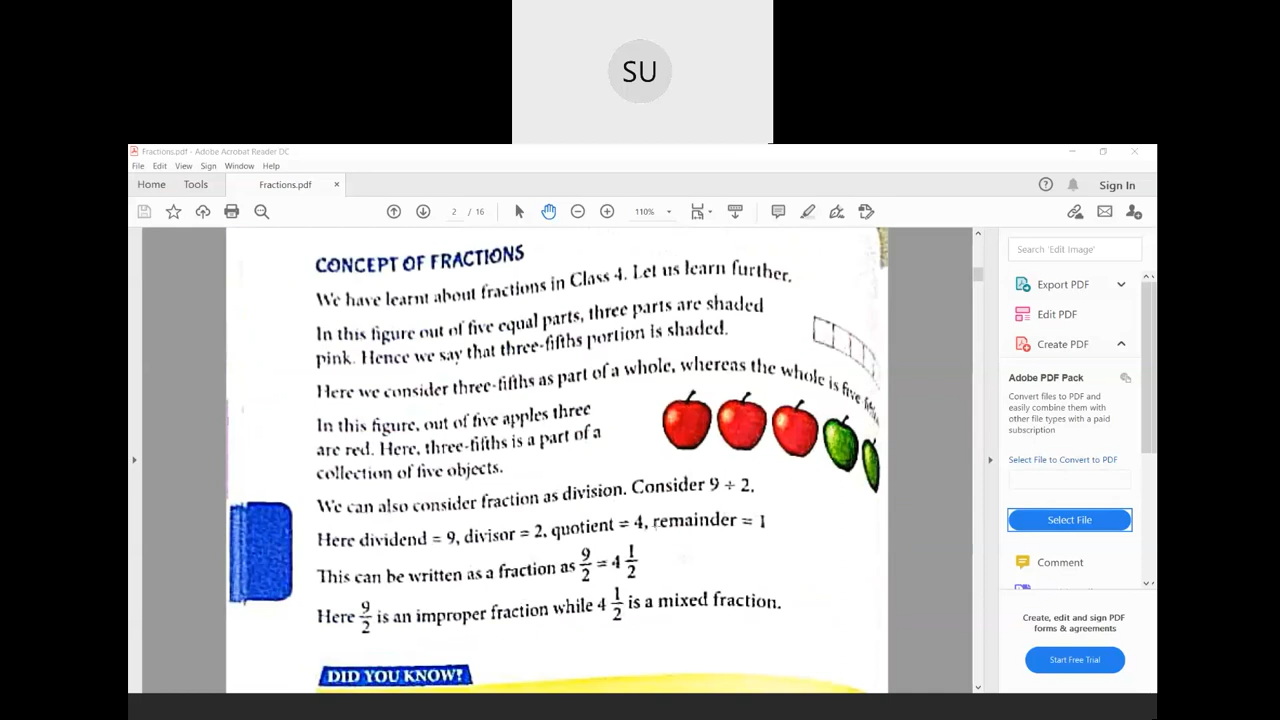 SU
Fractions.pdf - Adobe Acrobat Reader DC
File Edit View Sign Window Help
Home Tools Fractions.pdf × Sign In
2 / 16 110%
CONCEPT OF FRACTIONS
We have learnt about fractions in Class 4. Let us learn further.
In this figure out of five equal parts, three parts are shaded
pink. Hence we say that three-fifths portion is shaded.
Here we consider three-fifths as part of a whole, whereas the whole is five
In this figure, out of five apples three
are red. Here, three-fifths is a part of a
collection of five objects.
We can also consider fraction as division. Consider 9 ÷ 2.
Here dividend = 9, divisor = 2, quotient = 4, remainder = 1
This can be written as a fraction as 9/2 = 4 1/2
Here 9/2 is an improper fraction while 4 1/2 is a mixed fraction.
DID YOU KNOW?
Search 'Edit Image'
Export PDF
Edit PDF
Create PDF
Adobe PDF Pack
Convert files to PDF and
easily combine them with
other file types with a paid
subscription
Select File to Convert to PDF
Select File
Comment
Create, edit and sign PDF
forms & agreements
Start Free Trial